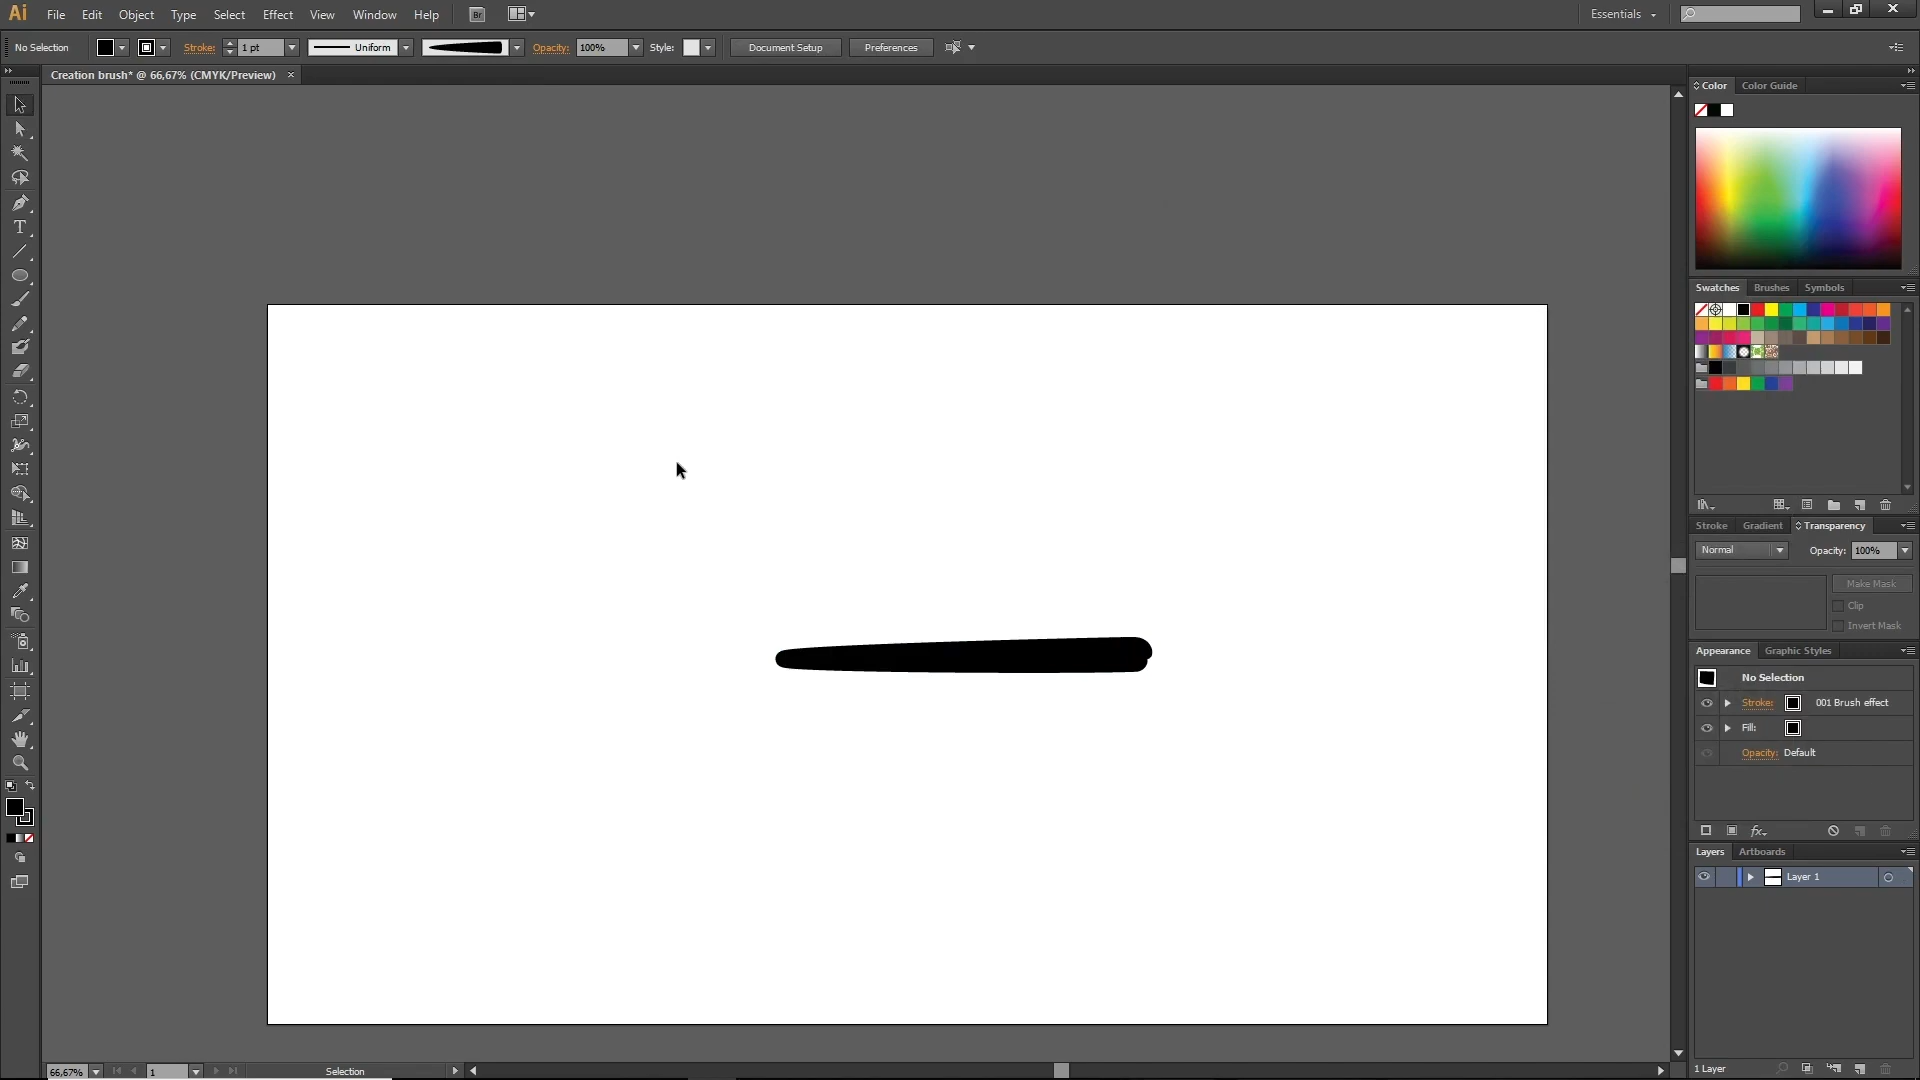 Ai File Edit Object Type Select Effect View Window Help Br Essentials
No Selection Stroke: 1 pt Uniform Opacity: 100% Style: Document Setup Preferences
Creation brush* @ 66,67% (CMYK/Preview)
Color Color Guide
Swatches Brushes Symbols
Stroke Gradient Transparency
Normal Opacity: 100%
Make Mask
Clip
Invert Mask
Appearance Graphic Styles
No Selection
Stroke: 001 Brush effect
Fill:
Opacity: Default
fx
Layers Artboards
Layer 1
1 Layer
66,67% 1 Selection